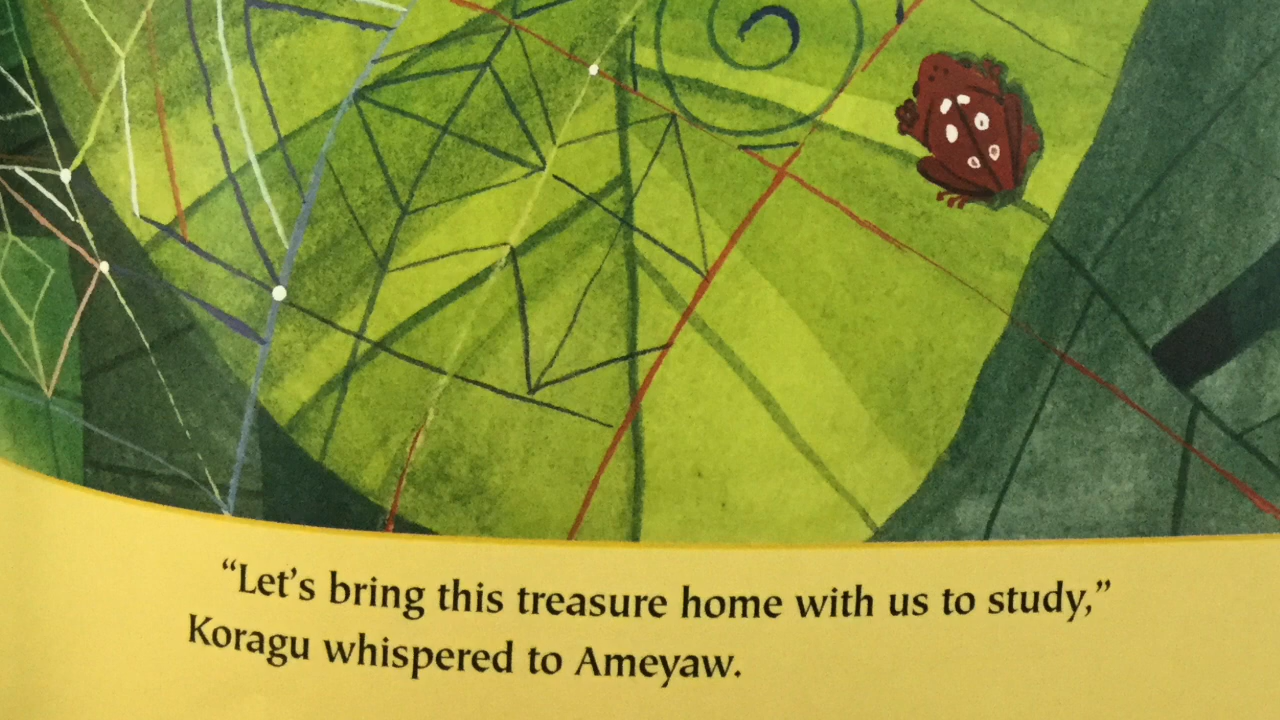 “Let’s bring this treasure home with us to study,”
Koragu whispered to Ameyaw.